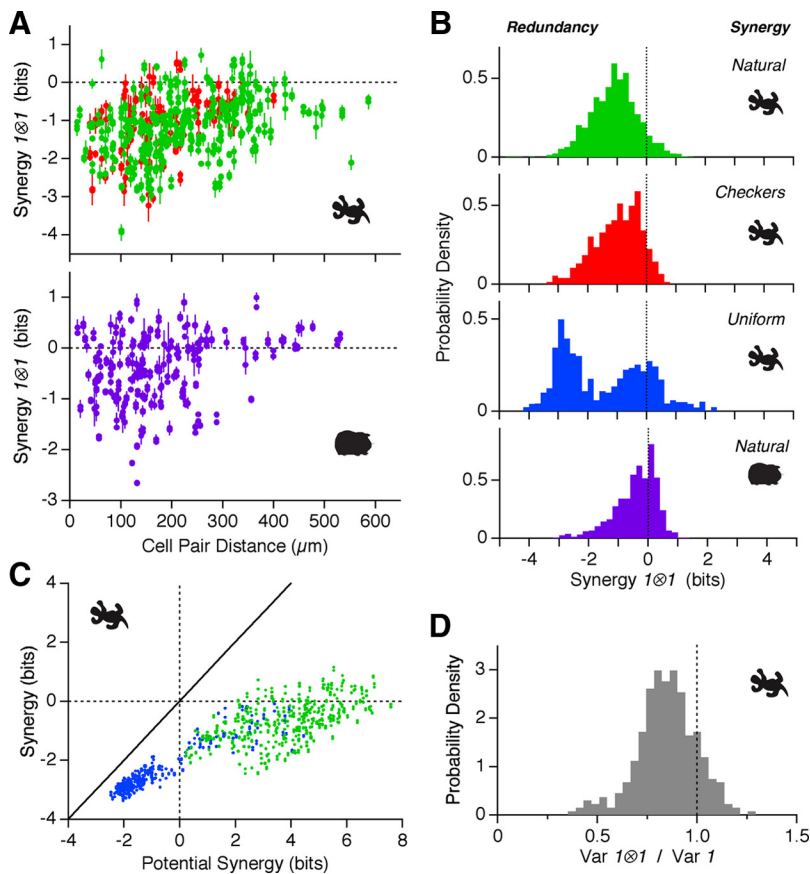 A
Synergy 1⊗1 (bits)
1
0
-1
-2
-3
-4
Synergy 1⊗1 (bits)
1
0
-1
-2
-3
0 100 200 300 400 500 600
Cell Pair Distance (µm)
B
Redundancy Synergy
Natural
0.5
0
Checkers
0.5
0
Uniform
0.5
0
Natural
0.5
0
Probability Density
-4 -2 0 2 4
Synergy 1⊗1 (bits)
C
Synergy (bits)
4
2
0
-2
-4
-4 -2 0 2 4 6 8
Potential Synergy (bits)
D
Probability Density
3
2
1
0
0 0.5 1.0 1.5
Var 1⊗1 / Var 1